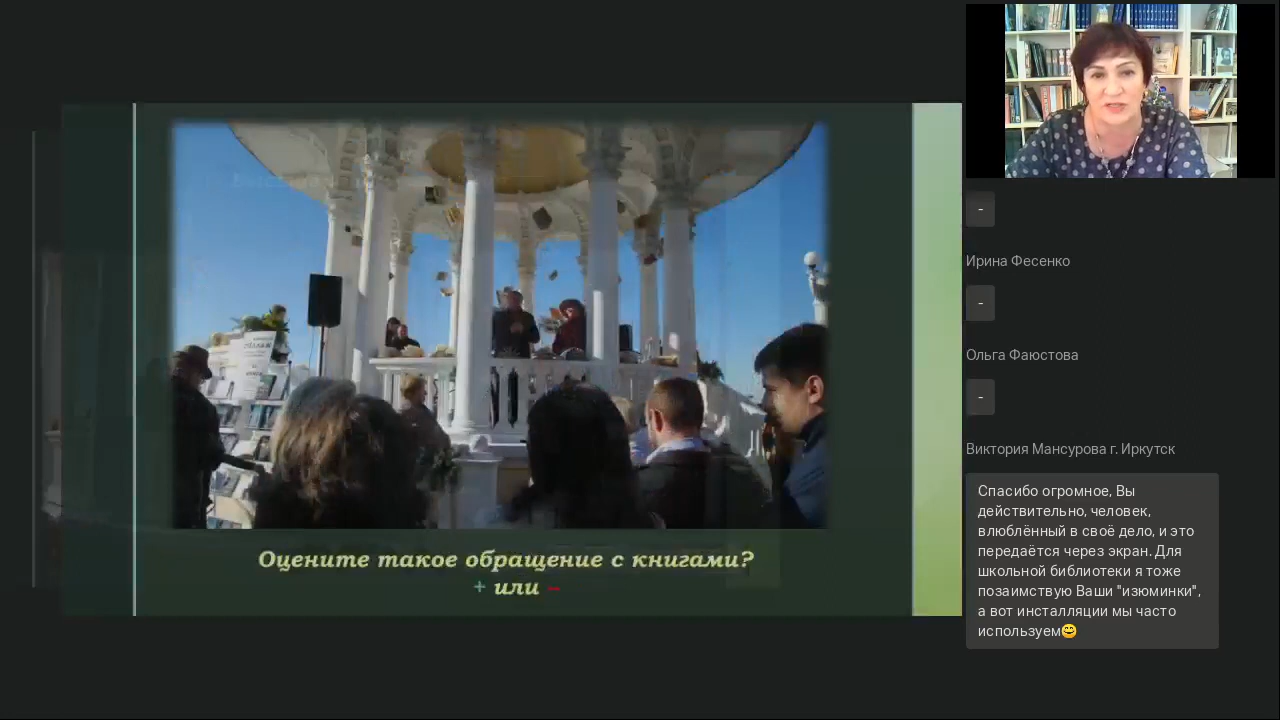 Оцените такое обращение с книгами?
+ или –
-
Ирина Фесенко
-
Ольга Фаюстова
-
Виктория Мансурова г. Иркутск
Спасибо огромное, Вы
действительно, человек,
влюблённый в своё дело, и это
передаётся через экран. Для
школьной библиотеки я тоже
позаимствую Ваши "изюминки",
а вот инсталляции мы часто
используем😊